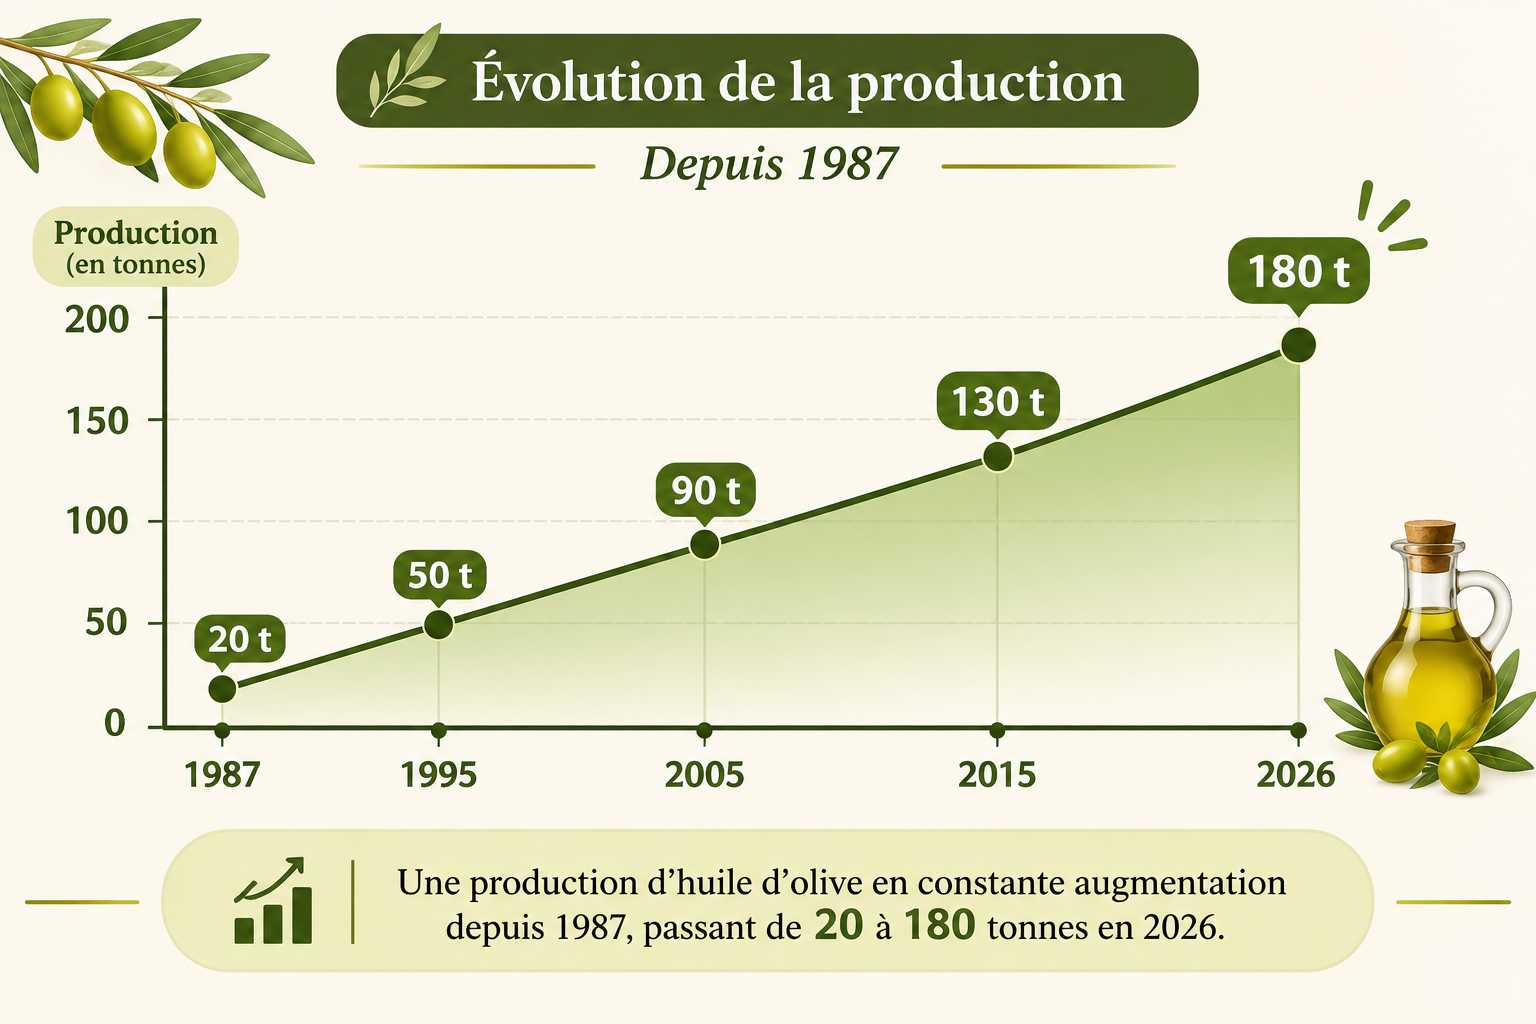 Évolution de la production
Depuis 1987
Production
(en tonnes)
200
150
100
50
0
20 t
50 t
90 t
130 t
180 t
1987
1995
2005
2015
2026
Une production d’huile d’olive en constante augmentation
depuis 1987, passant de 20 à 180 tonnes en 2026.